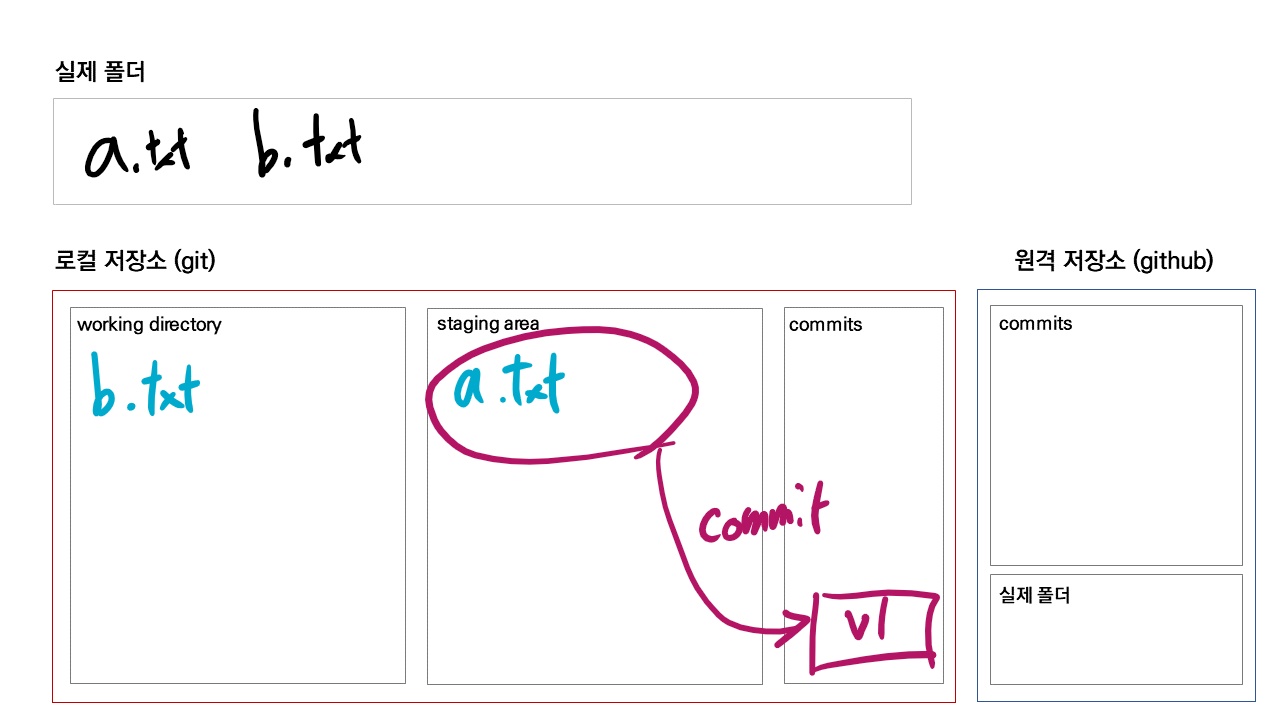 실제 폴더
a.txt b.txt
로컬 저장소 (git)
원격 저장소 (github)
working directory
staging area
commits
commits
b.txt
a.txt
commit
v1
실제 폴더